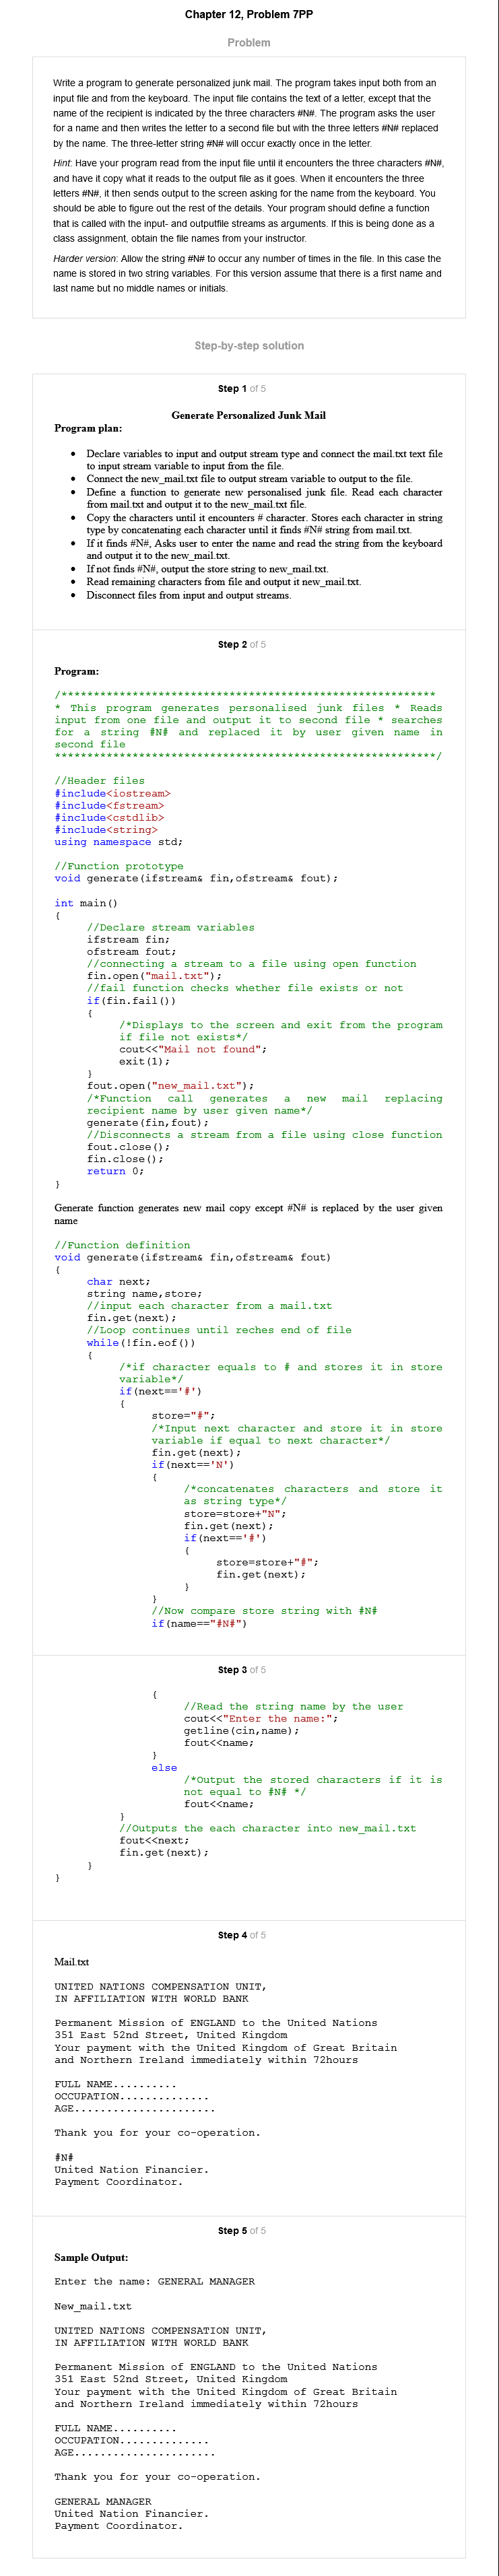 Chapter 12, Problem 7PP
Problem
Write a program to generate personalized junk mail. The program takes input both from an
input file and from the keyboard. The input file contains the text of a letter, except that the
name of the recipient is indicated by the three characters #N#. The program asks the user
for a name and then writes the letter to a second file but with the three letters #N# replaced
by the name. The three-letter string #N# will occur exactly once in the letter.
Hint: Have your program read from the input file until it encounters the three characters #N#,
and have it copy what it reads to the output file as it goes. When it encounters the three
letters #N#, it then sends output to the screen asking for the name from the keyboard. You
should be able to figure out the rest of the details. Your program should define a function
that is called with the input- and outputfile streams as arguments. If this is being done as a
class assignment, obtain the file names from your instructor.
Harder version: Allow the string #N# to occur any number of times in the file. In this case the
name is stored in two string variables. For this version assume that there is a first name and
last name but no middle names or initials.
Step-by-step solution
Step 1 of 5
Generate Personalized Junk Mail
Program plan:
• Declare variables to input and output stream type and connect the mail.txt text file
to input stream variable to input from the file.
• Connect the new_mail.txt file to output stream variable to output to the file.
• Define a function to generate new personalised junk file. Read each character
from mail.txt and output it to the new_mail.txt file.
• Copy the characters until it encounters # character. Stores each character in string
type by concatenating each character until it finds #N# string from mail.txt.
• If it finds #N#, Asks user to enter the name and read the string from the keyboard
and output it to the new_mail.txt.
• If not finds #N#, output the store string to new_mail.txt.
• Read remaining characters from file and output it new_mail.txt.
• Disconnect files from input and output streams.
Step 2 of 5
Program:
/**********************************************************
* This program generates personalised junk files * Reads
input from one file and output it to second file * searches
for a string #N# and replaced it by user given name in
second file
***********************************************************/
//Header files
#include<iostream>
#include<fstream>
#include<cstdlib>
#include<string>
using namespace std;
//Function prototype
void generate(ifstream& fin,ofstream& fout);
int main()
{
//Declare stream variables
ifstream fin;
ofstream fout;
//connecting a stream to a file using open function
fin.open("mail.txt");
//fail function checks whether file exists or not
if(fin.fail())
{
/*Displays to the screen and exit from the program
if file not exists*/
cout<<"Mail not found";
exit(1);
}
fout.open("new_mail.txt");
/*Function call generates a new mail replacing
recipient name by user given name*/
generate(fin,fout);
//Disconnects a stream from a file using close function
fout.close();
fin.close();
return 0;
}
Generate function generates new mail copy except #N# is replaced by the user given
name
//Function definition
void generate(ifstream& fin,ofstream& fout)
{
char next;
string name,store;
//input each character from a mail.txt
fin.get(next);
//Loop continues until reches end of file
while(!fin.eof())
{
/*if character equals to # and stores it in store
variable*/
if(next=='#')
{
store="#";
/*Input next character and store it in store
variable if equal to next character*/
fin.get(next);
if(next=='N')
{
/*concatenates characters and store it
as string type*/
store=store+"N";
fin.get(next);
if(next=='#')
{
store=store+"#";
fin.get(next);
}
}
//Now compare store string with #N#
if(name=="#N#")
Step 3 of 5
{
//Read the string name by the user
cout<<"Enter the name:";
getline(cin,name);
fout<<name;
}
else
/*Output the stored characters if it is
not equal to #N# */
fout<<name;
}
//Outputs the each character into new_mail.txt
fout<<next;
fin.get(next);
}
}
Step 4 of 5
Mail.txt
UNITED NATIONS COMPENSATION UNIT,
IN AFFILIATION WITH WORLD BANK
Permanent Mission of ENGLAND to the United Nations
351 East 52nd Street, United Kingdom
Your payment with the United Kingdom of Great Britain
and Northern Ireland immediately within 72hours
FULL NAME..........
OCCUPATION..............
AGE......................
Thank you for your co-operation.
#N#
United Nation Financier.
Payment Coordinator.
Step 5 of 5
Sample Output:
Enter the name: GENERAL MANAGER
New_mail.txt
UNITED NATIONS COMPENSATION UNIT,
IN AFFILIATION WITH WORLD BANK
Permanent Mission of ENGLAND to the United Nations
351 East 52nd Street, United Kingdom
Your payment with the United Kingdom of Great Britain
and Northern Ireland immediately within 72hours
FULL NAME..........
OCCUPATION..............
AGE......................
Thank you for your co-operation.
GENERAL MANAGER
United Nation Financier.
Payment Coordinator.